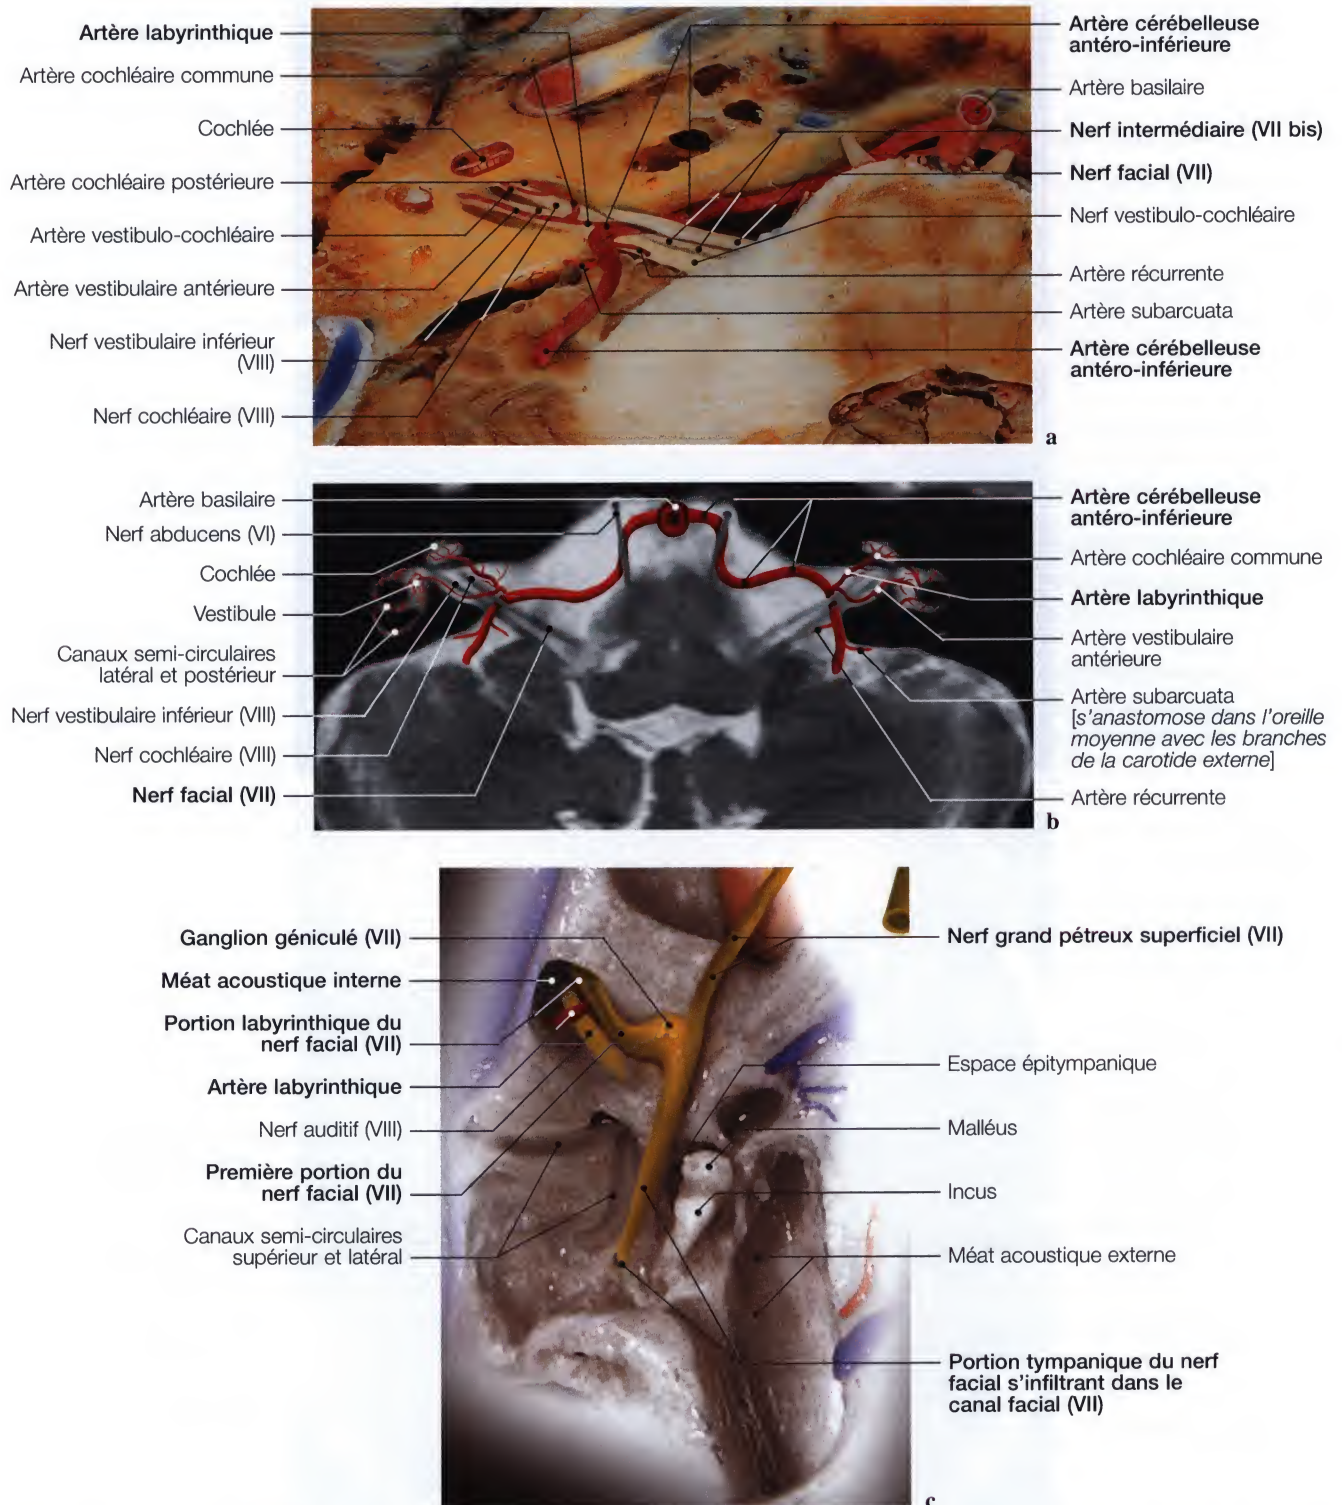 Artère labyrinthique
Artère cochléaire commune
Cochlée
Artère cochléaire postérieure
Artère vestibulo-cochléaire
Artère vestibulaire antérieure
Nerf vestibulaire inférieur
(VIII)
Nerf cochléaire (VIII)
Artère cérébelleuse
antéro-inférieure
Artère basilaire
Nerf intermédiaire (VII bis)
Nerf facial (VII)
Nerf vestibulo-cochléaire
Artère récurrente
Artère subarcuata
Artère cérébelleuse
antéro-inférieure
a
Artère basilaire
Nerf abducens (VI)
Cochlée
Vestibule
Canaux semi-circulaires
latéral et postérieur
Nerf vestibulaire inférieur (VIII)
Nerf cochléaire (VIII)
Nerf facial (VII)
Artère cérébelleuse
antéro-inférieure
Artère cochléaire commune
Artère labyrinthique
Artère vestibulaire
antérieure
Artère subarcuata
[s'anastomose dans l'oreille
moyenne avec les branches
de la carotide externe]
Artère récurrente
b
Ganglion géniculé (VII)
Méat acoustique interne
Portion labyrinthique du
nerf facial (VII)
Artère labyrinthique
Nerf auditif (VIII)
Première portion du
nerf facial (VII)
Canaux semi-circulaires
supérieur et latéral
Nerf grand pétreux superficiel (VII)
Espace épitympanique
Malléus
Incus
Méat acoustique externe
Portion tympanique du nerf
facial s'infiltrant dans le
canal facial (VII)
c